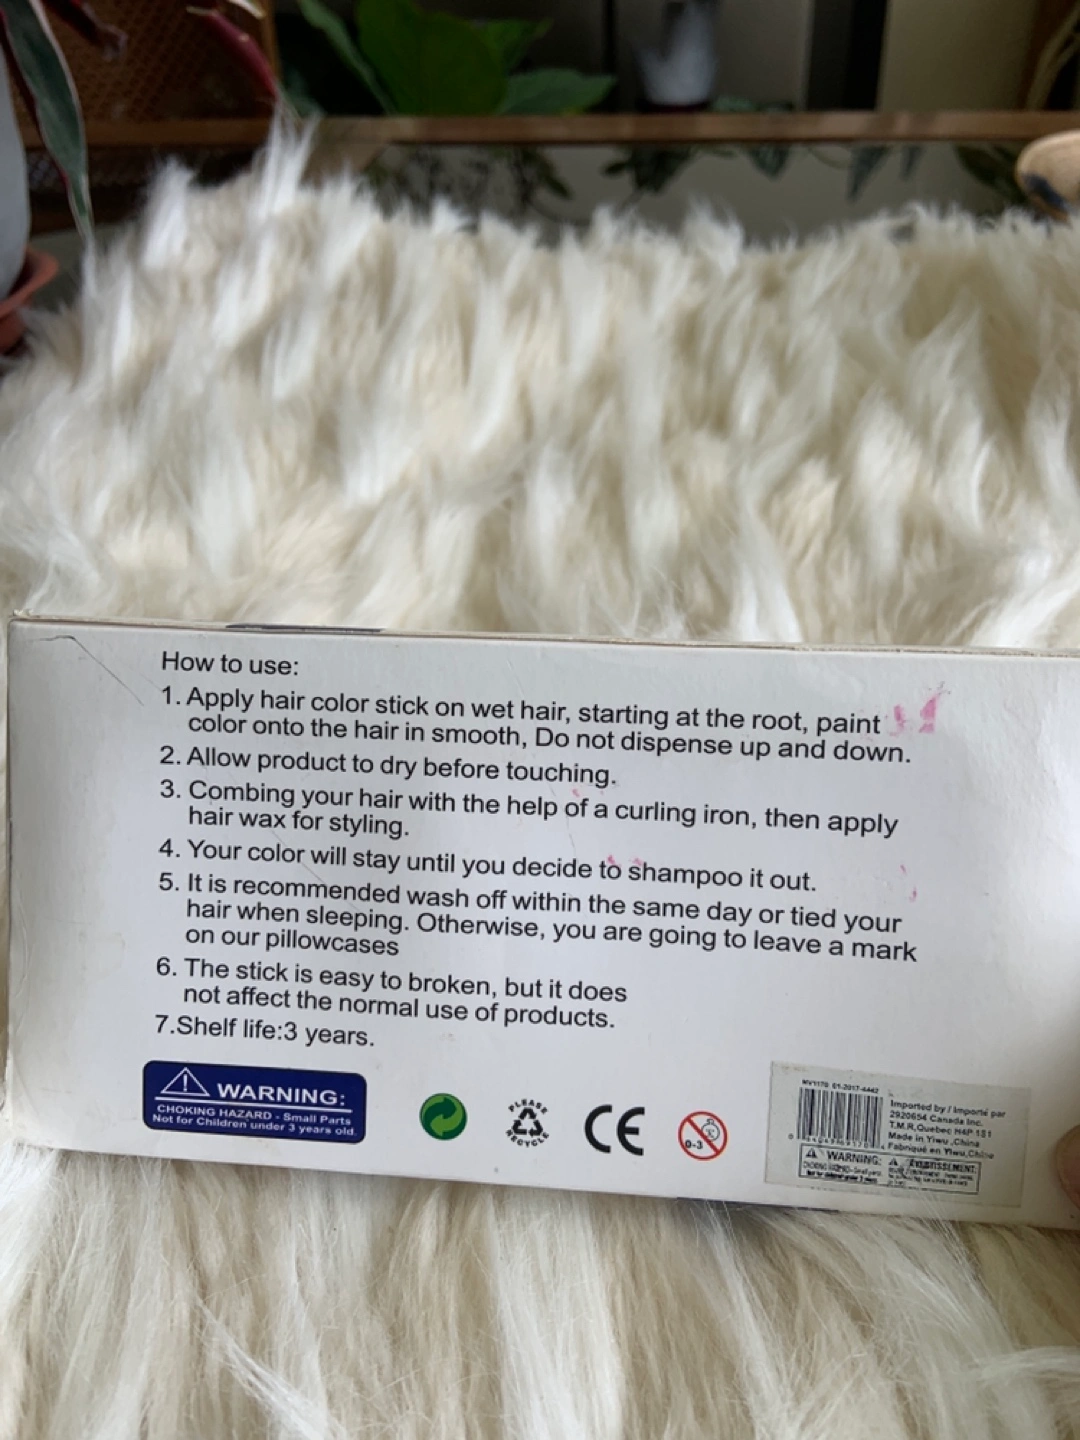 How to use:
1. Apply hair color stick on wet hair, starting at the root, paint
color onto the hair in smooth, Do not dispense up and down.
2. Allow product to dry before touching.
3. Combing your hair with the help of a curling iron, then apply
hair wax for styling.
4. Your color will stay until you decide to shampoo it out.
5. It is recommended wash off within the same day or tied your
hair when sleeping. Otherwise, you are going to leave a mark
on our pillowcases
6. The stick is easy to broken, but it does
not affect the normal use of products.
7.Shelf life:3 years.
WARNING:
CHOKING HAZARD - Small Parts
Not for Children under 3 years old.
PLEASE
RECYCLE
CE
0-3
MV1170 01-2017-4442
Imported by / Importé par
2920654 Canada Inc.
T.M.R,Quebec H4P 1S1
Made in Yiwu ,China
Fabriqué en Yiwu,China
WARNING:
AVERTISSEMENT: